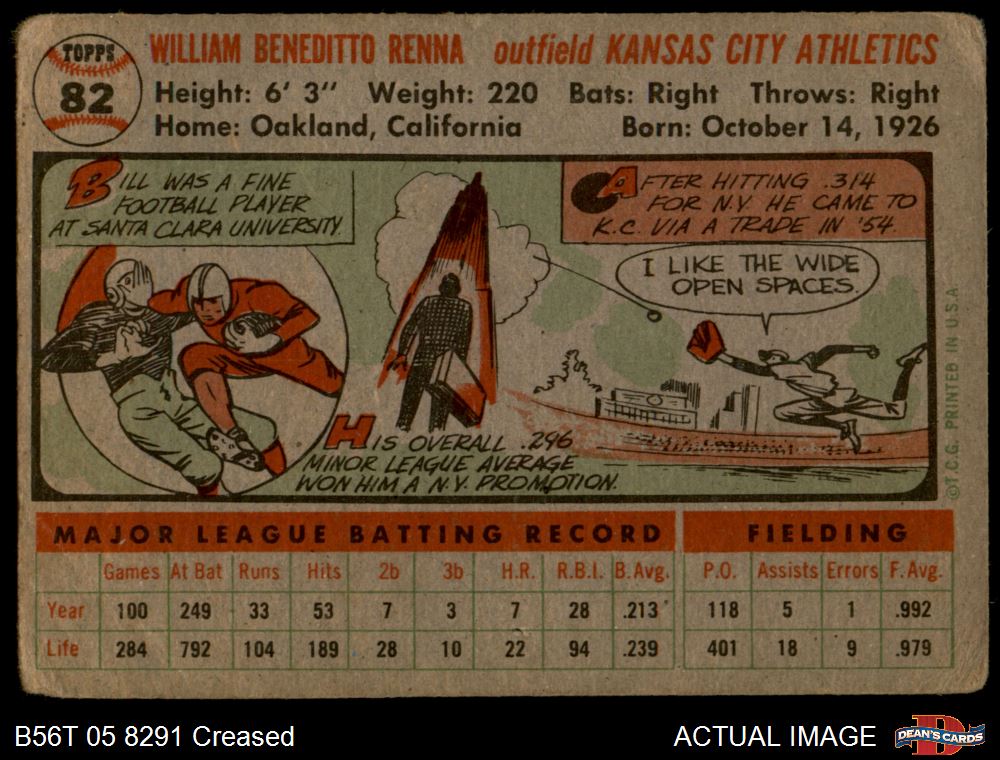 TOPPS
82
WILLIAM BENEDITTO RENNA outfield KANSAS CITY ATHLETICS
Height: 6' 3" Weight: 220 Bats: Right Throws: Right
Home: Oakland, California Born: October 14, 1926
BILL WAS A FINE
FOOTBALL PLAYER
AT SANTA CLARA UNIVERSITY.
HIS OVERALL .296
MINOR LEAGUE AVERAGE
WON HIM A N.Y. PROMOTION.
AFTER HITTING .314
FOR N.Y. HE CAME TO
K.C. VIA A TRADE IN '54.
I LIKE THE WIDE
OPEN SPACES.
©T.C.G. PRINTED IN U.S.A.
MAJOR LEAGUE BATTING RECORD FIELDING
Games At Bat Runs Hits 2b 3b H.R. R.B.I. B.Avg. P.O. Assists Errors F.Avg.
Year 100 249 33 53 7 3 7 28 .213 118 5 1 .992
Life 284 792 104 189 28 10 22 94 .239 401 18 9 .979
B56T 05 8291 Creased
ACTUAL IMAGE
DEAN'S CARDS